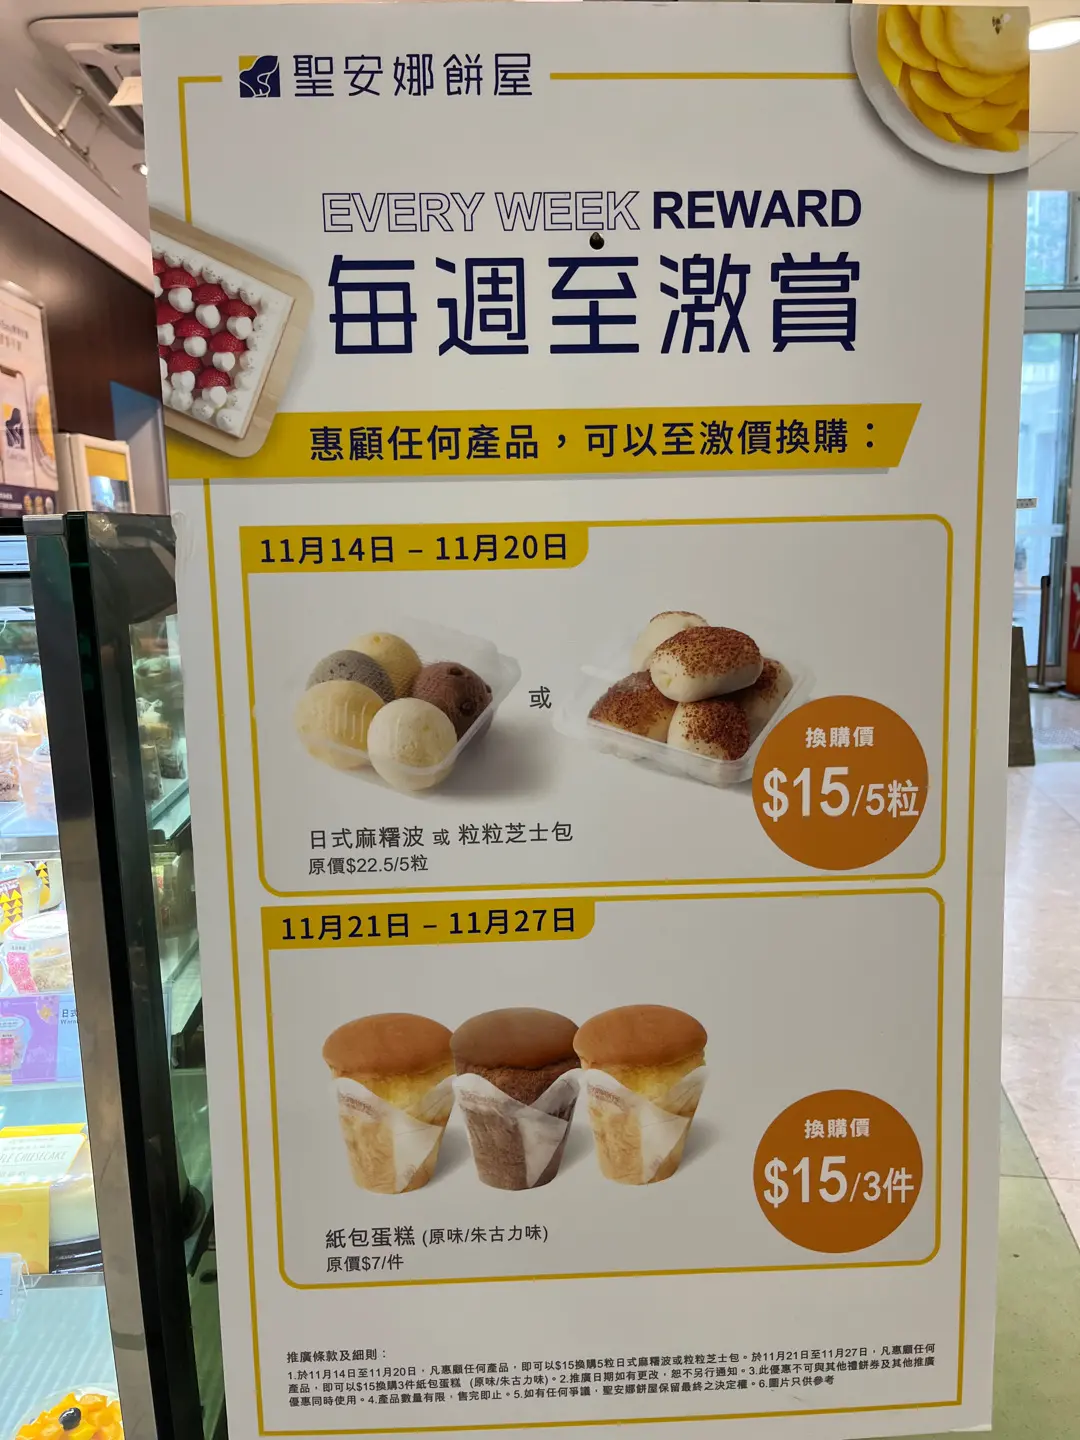 聖安娜餅屋
EVERY WEEK REWARD
每週至激賞
惠顧任何產品，可以至激價換購：
11月14日 – 11月20日
或
換購價
$15/5粒
日式麻糬波 或 粒粒芝士包
原價$22.5/5粒
11月21日 – 11月27日
換購價
$15/3件
紙包蛋糕 (原味/朱古力味)
原價$7/件
推廣條款及細則：
1.於11月14日至11月20日，凡惠顧任何產品，即可以$15換購5粒日式麻糬波或粒粒芝士包。於11月21日至11月27日，凡惠顧任何
產品，即可以$15換購3件紙包蛋糕（原味/朱古力味)。2.推廣日期如有更改，恕不另行通知。3.此優惠不可與其他禮餅券及其他推廣
優惠同時使用。4.產品數量有限，售完即止。5.如有任何爭議，聖安娜餅屋保留最終之決定權。6.圖片只供參考
日式
CHEESECAKE